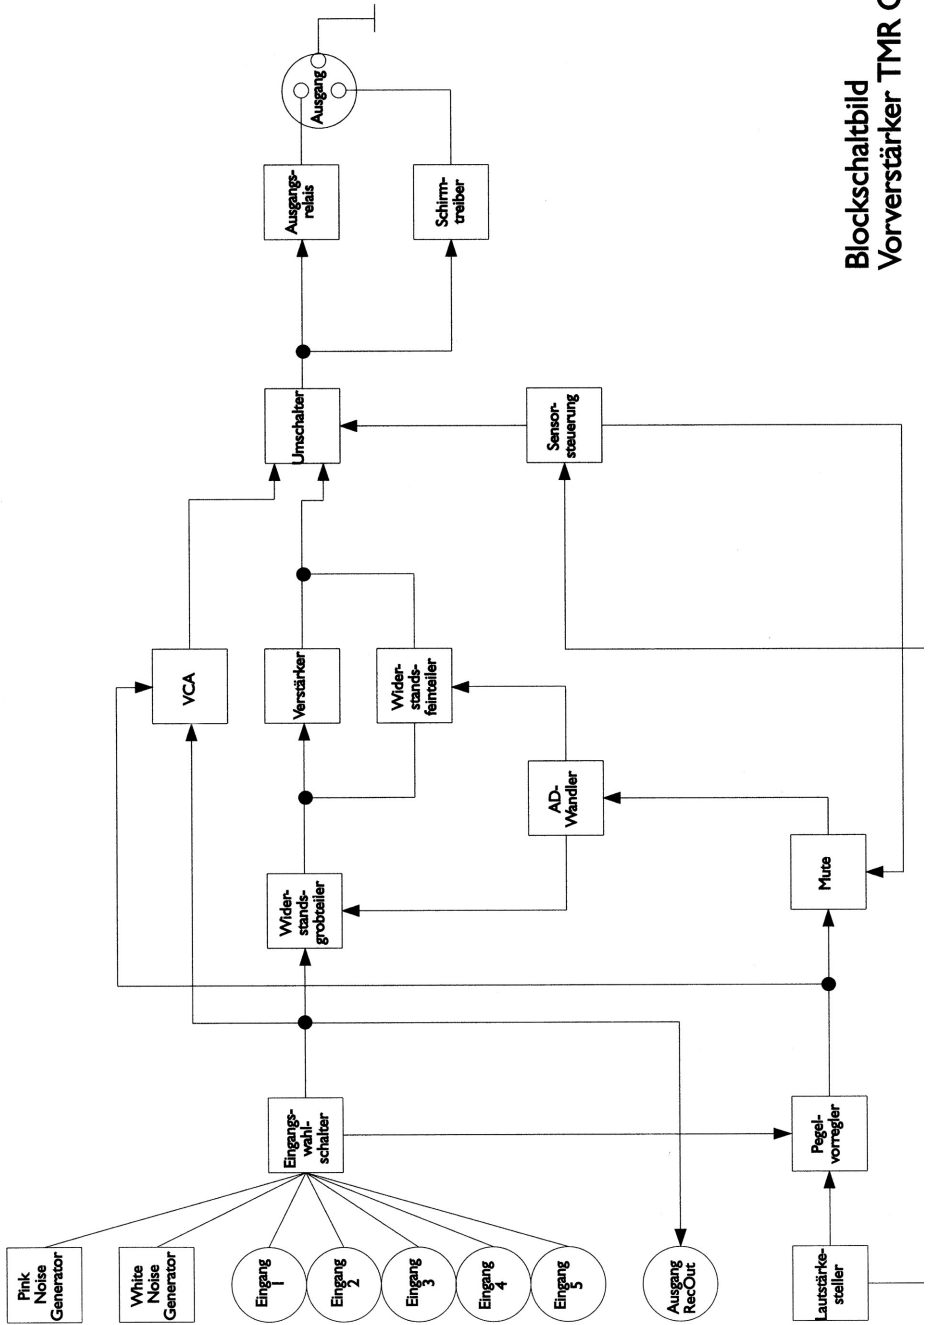 Pink
Noise
Generator
White
Noise
Generator
Eingang
1
Eingang
2
Eingang
3
Eingang
4
Eingang
5
Ausgang
RecOut
Lautstärke-
steller
Eingangs-
wahl-
schalter
Pegel-
vorregler
Wider-
stands-
grobteiler
Mute
AD-
Wandler
VCA
Verstärker
Wider-
stands-
feinteiler
Umschalter
Sensor-
steuerung
Ausgangs-
relais
Schirm-
treiber
Ausgang
Blockschaltbild
Vorverstärker TMR